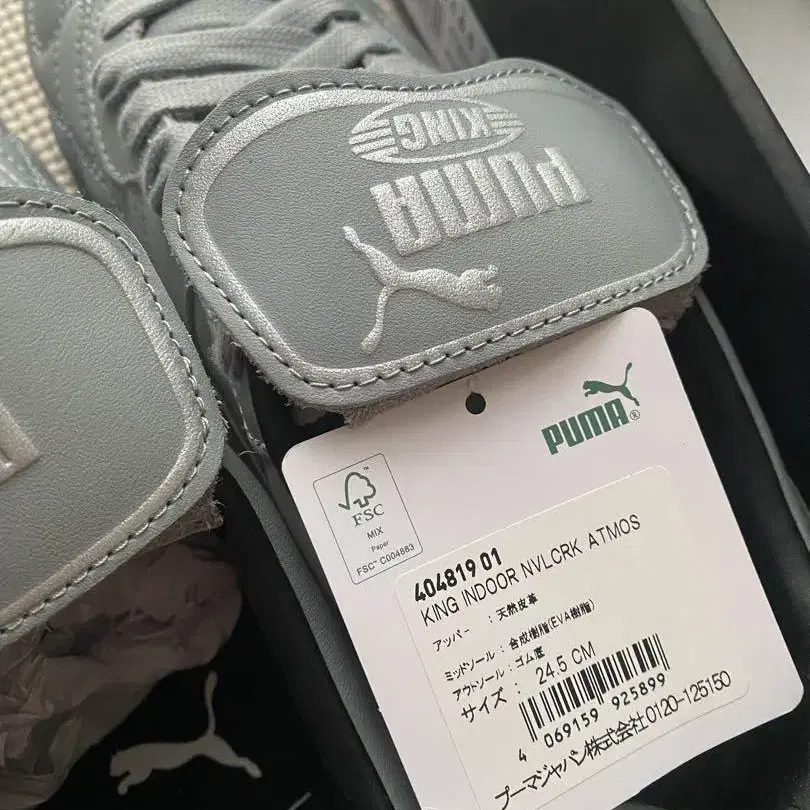 KING
PUMA
PUMA®
FSC
MIX
Paper
FSC™ C004663
404819 01
KING INDOOR NVLCRK ATMOS
アッパー : 天然皮革
ミッドソール : 合成樹脂(EVA樹脂)
アウトソール : ゴム底
サイズ : 24.5 CM
4 069159 925899
プーマジャパン株式会社 0120-125150